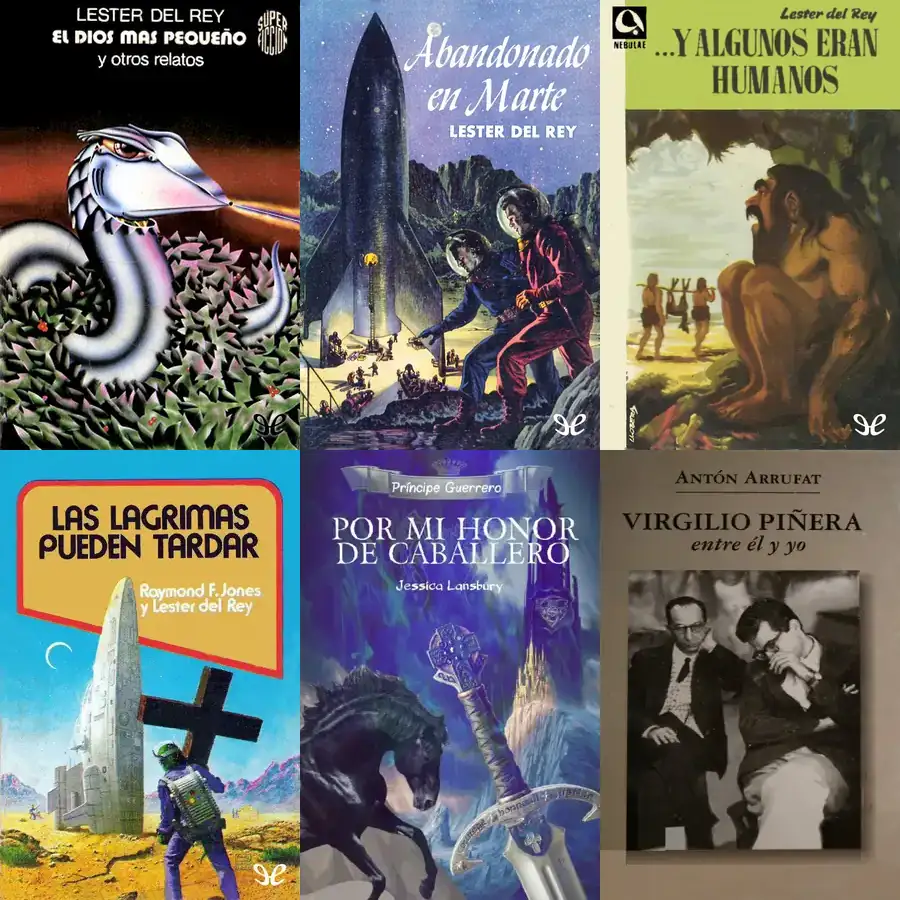 LESTER DEL REY
EL DIOS MAS PEQUEÑO
y otros relatos
SUPER
FICCION
Abandonado
en Marte
LESTER DEL REY
NEBULAE
Lester del Rey
...Y ALGUNOS ERAN
HUMANOS
LAS LAGRIMAS
PUEDEN TARDAR
Raymond F. Jones
y Lester del Rey
Príncipe Guerrero
POR MI HONOR
DE CABALLERO
Jessica Lansbury
ANTÓN ARRUFAT
VIRGILIO PIÑERA
entre él y yo